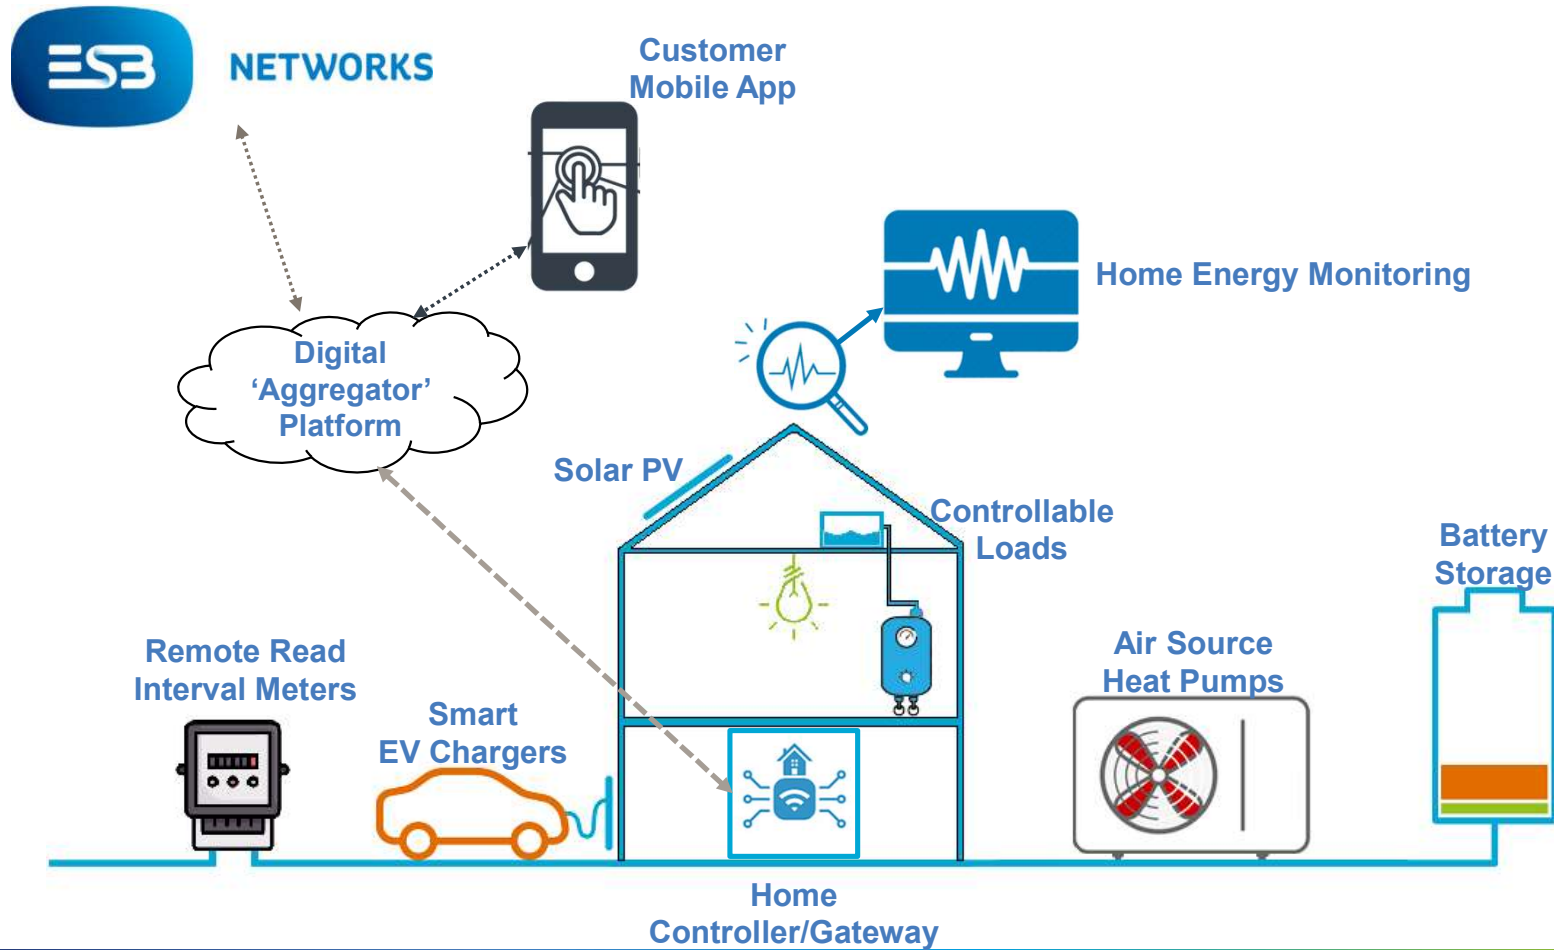 ESB
NETWORKS
Customer
Mobile App
Home Energy Monitoring
Digital
‘Aggregator’
Platform
Solar PV
Controllable
Loads
Battery
Storage
Remote Read
Interval Meters
Smart
EV Chargers
Air Source
Heat Pumps
Home
Controller/Gateway